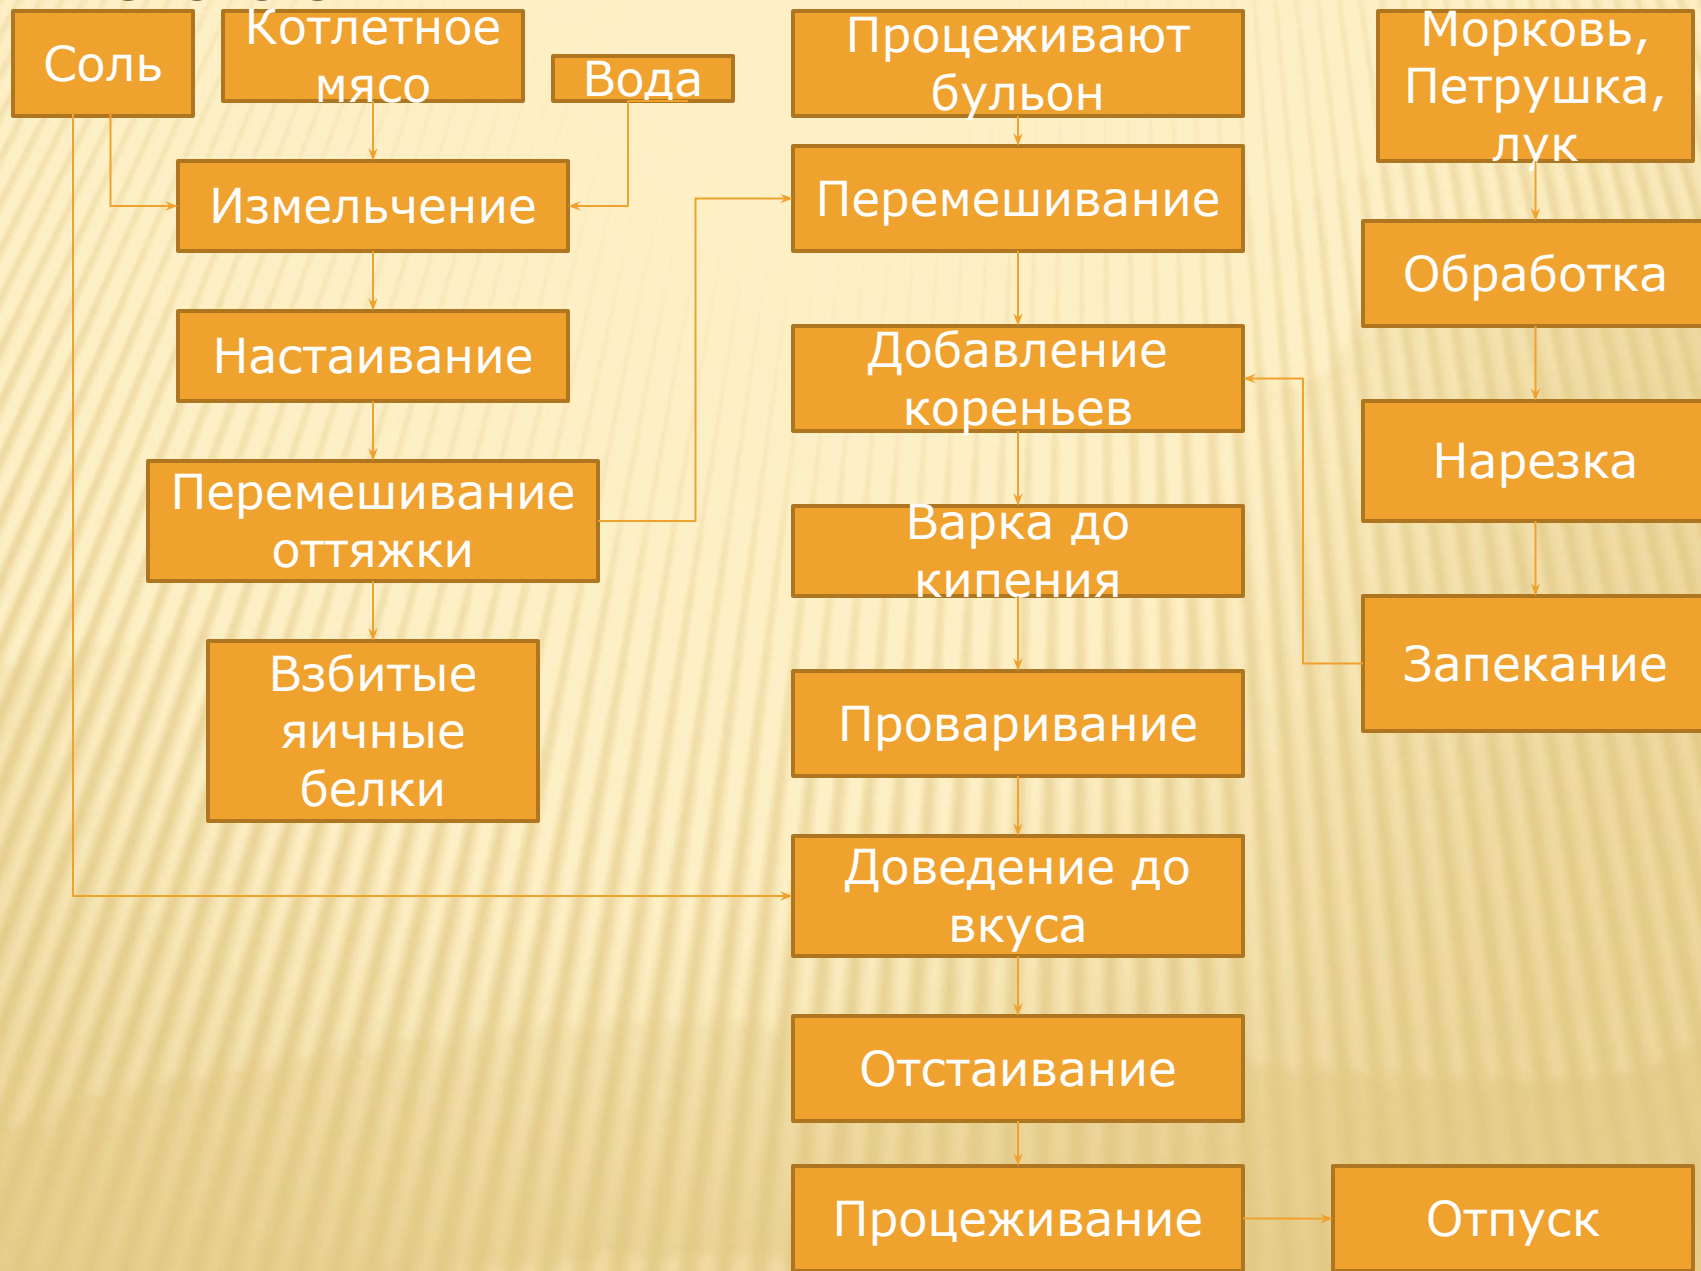 Соль
Котлетное
мясо
Вода
Процеживают
бульон
Морковь,
Петрушка,
лук
Измельчение
Перемешивание
Обработка
Настаивание
Добавление
кореньев
Нарезка
Перемешивание
оттяжки
Варка до
кипения
Запекание
Взбитые
яичные
белки
Проваривание
Доведение до
вкуса
Отстаивание
Процеживание
Отпуск